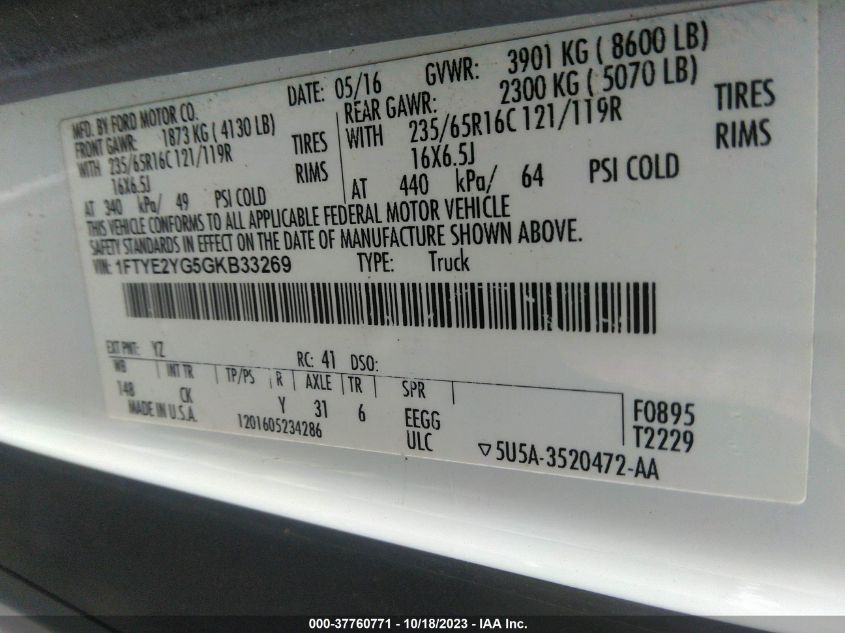 MFD. BY FORD MOTOR CO.
DATE: 05/16 GVWR: 3901 KG ( 8600 LB)
FRONT GAWR: 1873 KG ( 4130 LB)
REAR GAWR: 2300 KG ( 5070 LB)
WITH 235/65R16C 121/119R TIRES
WITH 235/65R16C 121/119R TIRES
16X6.5J RIMS
16X6.5J RIMS
AT 340 kPa/ 49 PSI COLD
AT 440 kPa/ 64 PSI COLD
THIS VEHICLE CONFORMS TO ALL APPLICABLE FEDERAL MOTOR VEHICLE
SAFETY STANDARDS IN EFFECT ON THE DATE OF MANUFACTURE SHOWN ABOVE.
VIN: 1FTYE2YG5GKB33269 TYPE: Truck
EXT PNT: YZ RC: 41 DSO:
WB INT TR TP/PS R AXLE TR SPR
148 CK Y 31 6 EEGG F0895
MADE IN U.S.A. 1201605234286 ULC T2229
▽5U5A-3520472-AA
000-37760771 - 10/18/2023 - IAA Inc.